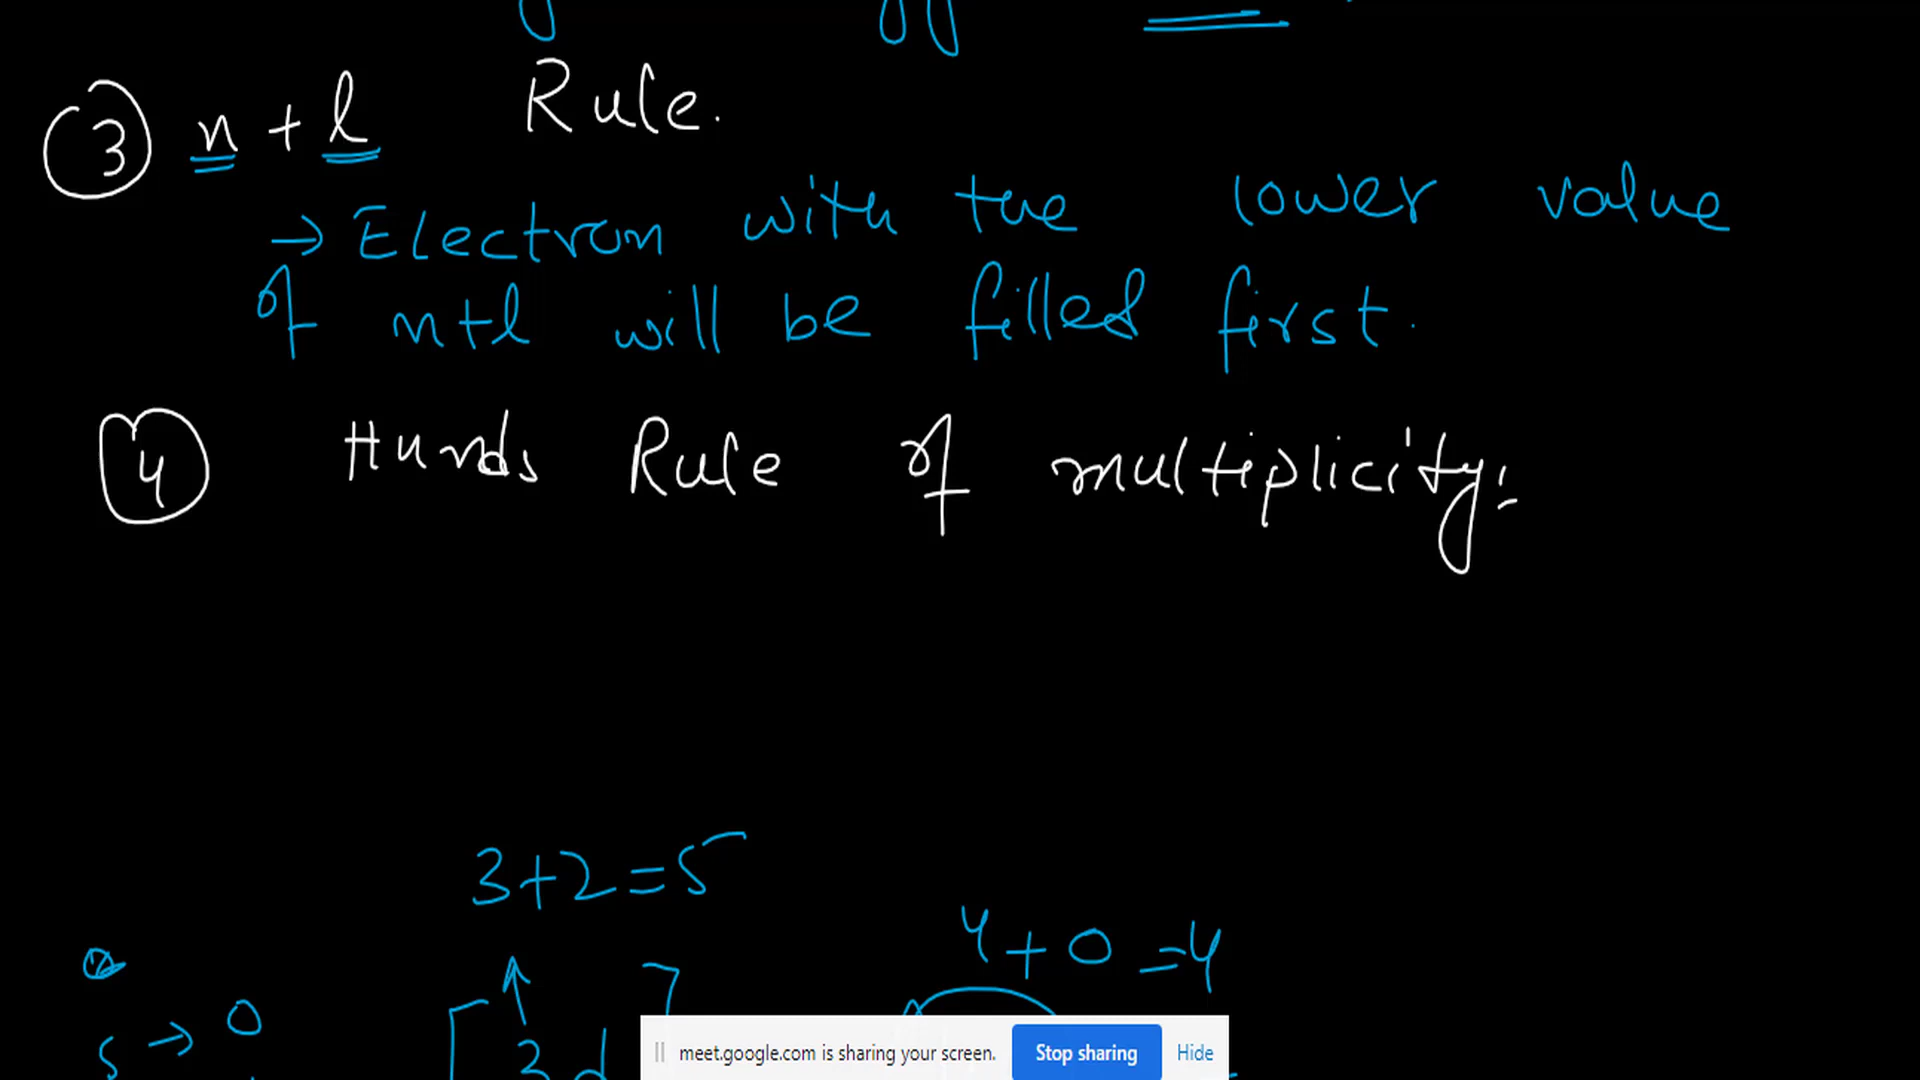 3 n + l Rule.
→ Electron with the lower value
of n+l will be filled first.
4 Hunds Rule of multiplicity:
3+2=5
4+0=4
s → 0
3d
meet.google.com is sharing your screen. Stop sharing Hide